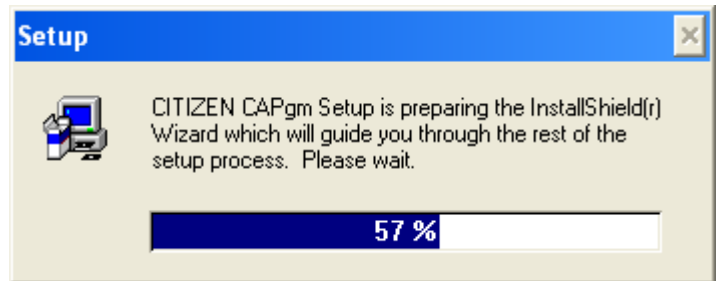 Setup
CITIZEN CAPgm Setup is preparing the InstallShield(r)
Wizard which will guide you through the rest of the
setup process.  Please wait.
57 %